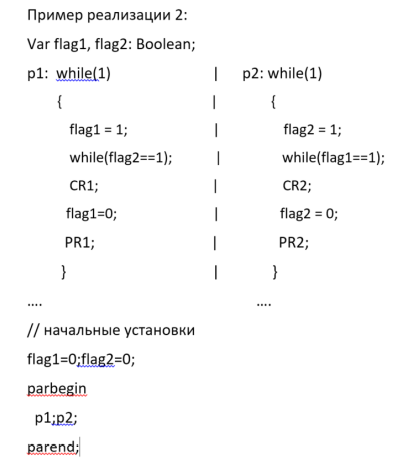 Пример реализации 2:
Var flag1, flag2: Boolean;
p1: while(1) | p2: while(1)
{ | {
flag1 = 1; | flag2 = 1;
while(flag2==1); | while(flag1==1);
CR1; | CR2;
flag1=0; | flag2 = 0;
PR1; | PR2;
} | }
.... ....
// начальные установки
flag1=0;flag2=0;
parbegin
p1;p2;
parend;